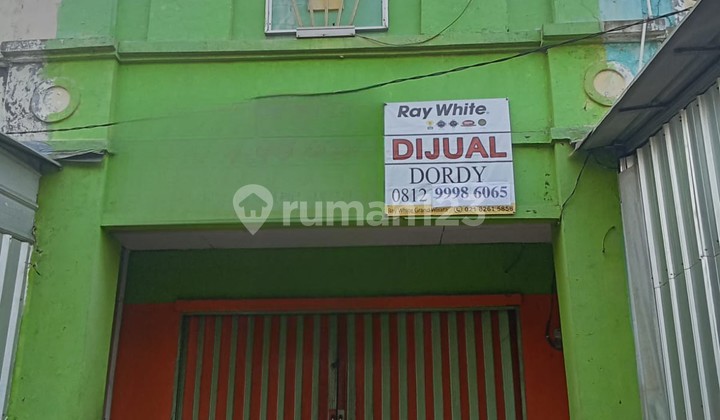 Ray White
DIJUAL
DORDY
0812 9998 6065
rumah123